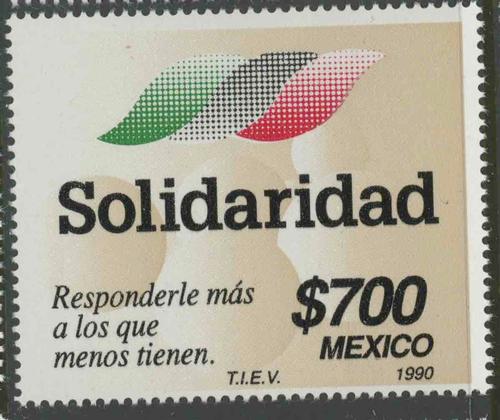 Solidaridad
Responderle más
a los que
menos tienen.
$700
MEXICO
T.I.E.V.
1990